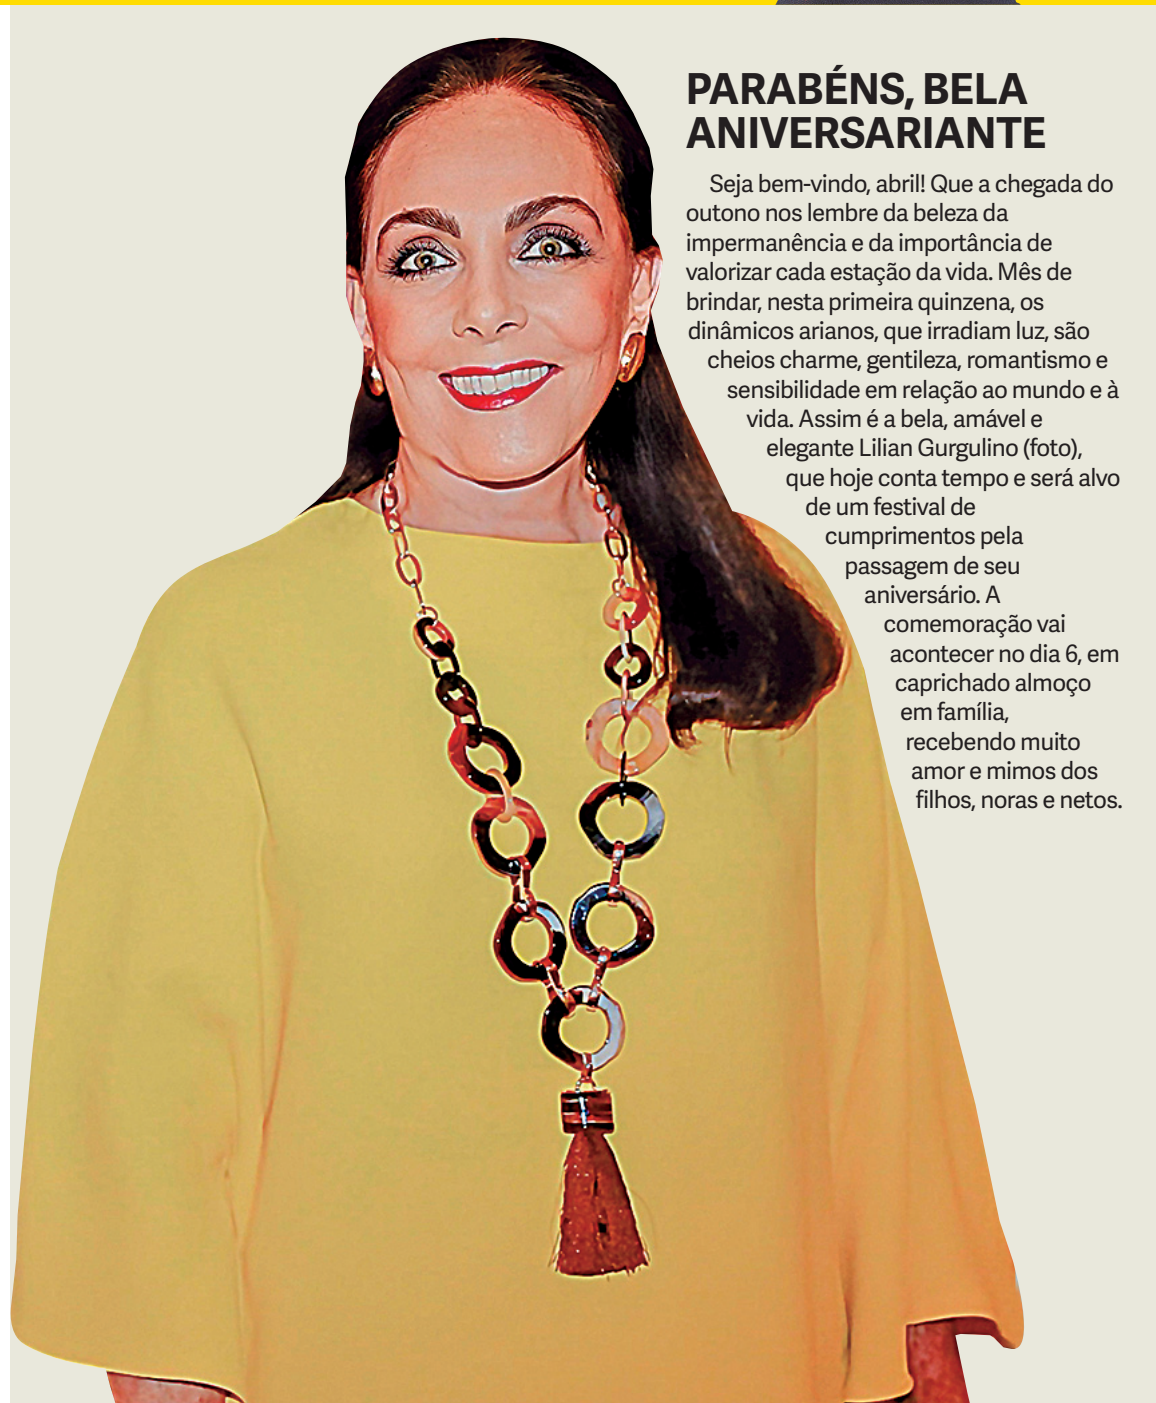 PARABÉNS, BELA
ANIVERSARIANTE
Seja bem-vindo, abril! Que a chegada do
outono nos lembre da beleza da
impermanência e da importância de
valorizar cada estação da vida. Mês de
brindar, nesta primeira quinzena, os
dinâmicos arianos, que irradiam luz, são
cheios charme, gentileza, romantismo e
sensibilidade em relação ao mundo e à
vida. Assim é a bela, amável e
elegante Lilian Gurgulino (foto),
que hoje conta tempo e será alvo
de um festival de
cumprimentos pela
passagem de seu
aniversário. A
comemoração vai
acontecer no dia 6, em
caprichado almoço
em família,
recebendo muito
amor e mimos dos
filhos, noras e netos.